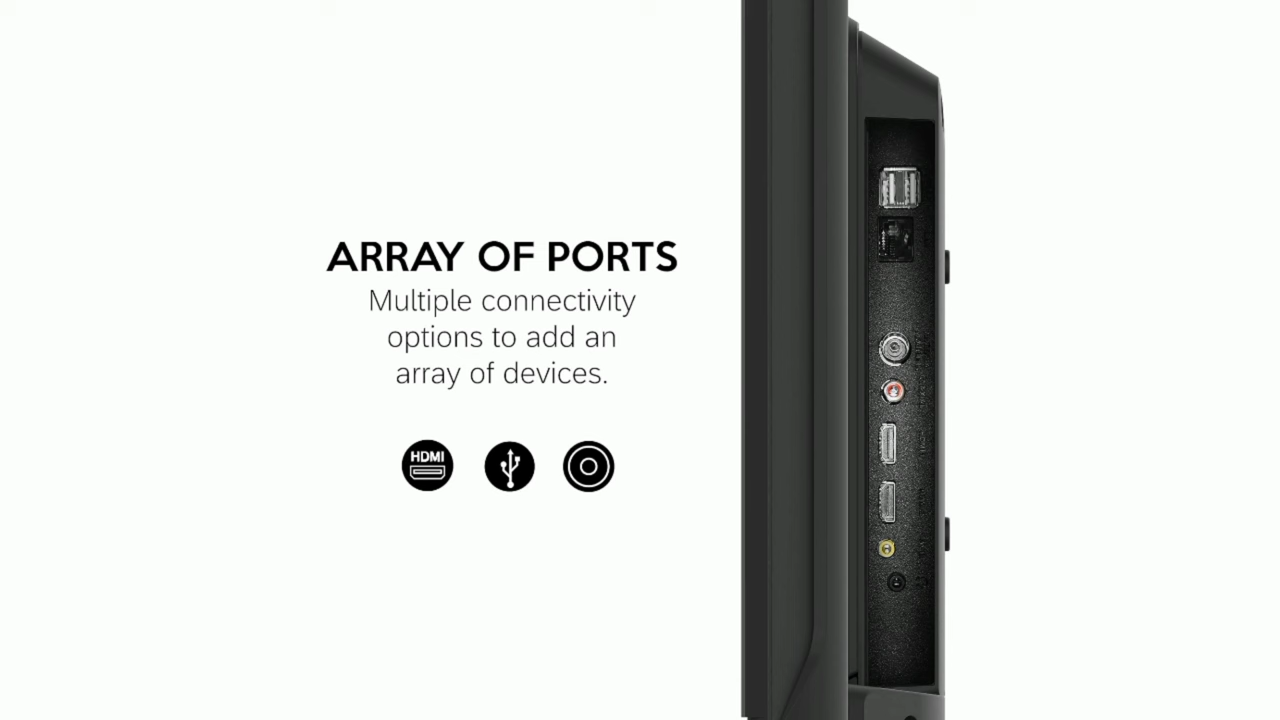 ARRAY OF PORTS
Multiple connectivity
options to add an
array of devices.
HDMI